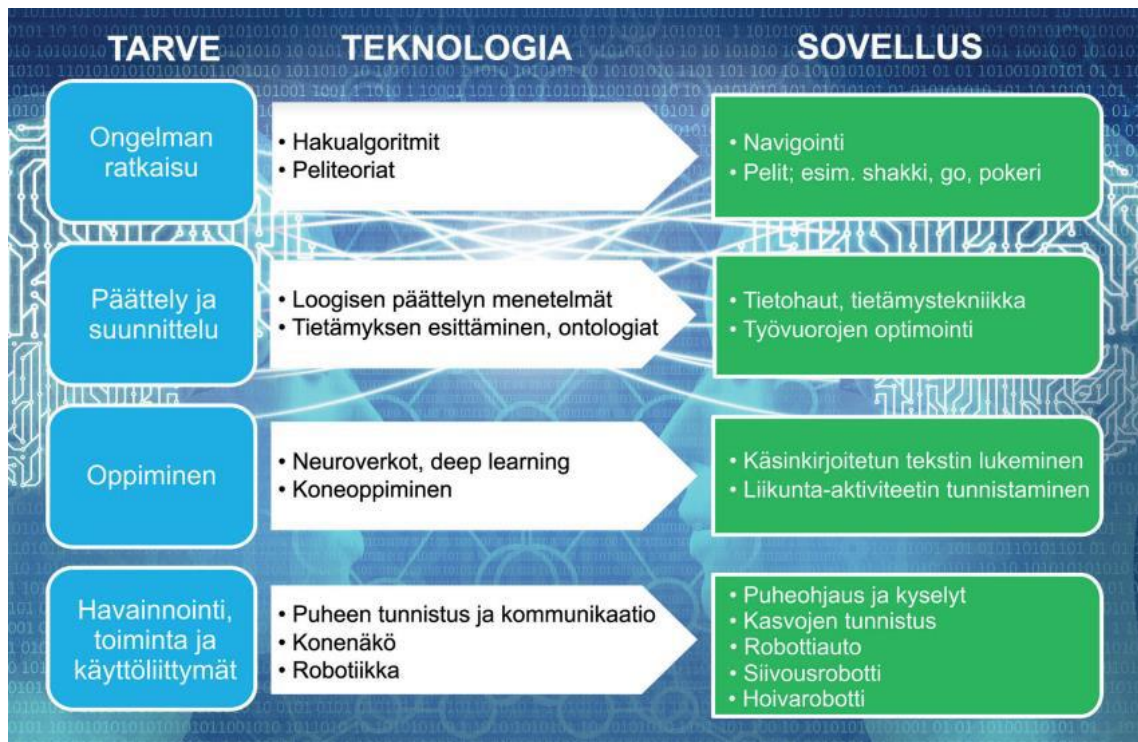 TARVE
TEKNOLOGIA
SOVELLUS
Ongelman
ratkaisu
• Hakualgoritmit
• Peliteoriat
• Navigointi
• Pelit; esim. shakki, go, pokeri
Päättely ja
suunnittelu
• Loogisen päättelyn menetelmät
• Tietämyksen esittäminen, ontologiat
• Tietohaut, tietämystekniikka
• Työvuorojen optimointi
Oppiminen
• Neuroverkot, deep learning
• Koneoppiminen
• Käsinkirjoitetun tekstin lukeminen
• Liikunta-aktiviteetin tunnistaminen
Havainnointi,
toiminta ja
käyttöliittymät
• Puheen tunnistus ja kommunikaatio
• Konenäkö
• Robotiikka
• Puheohjaus ja kyselyt
• Kasvojen tunnistus
• Robottiauto
• Siivousrobotti
• Hoivarobotti